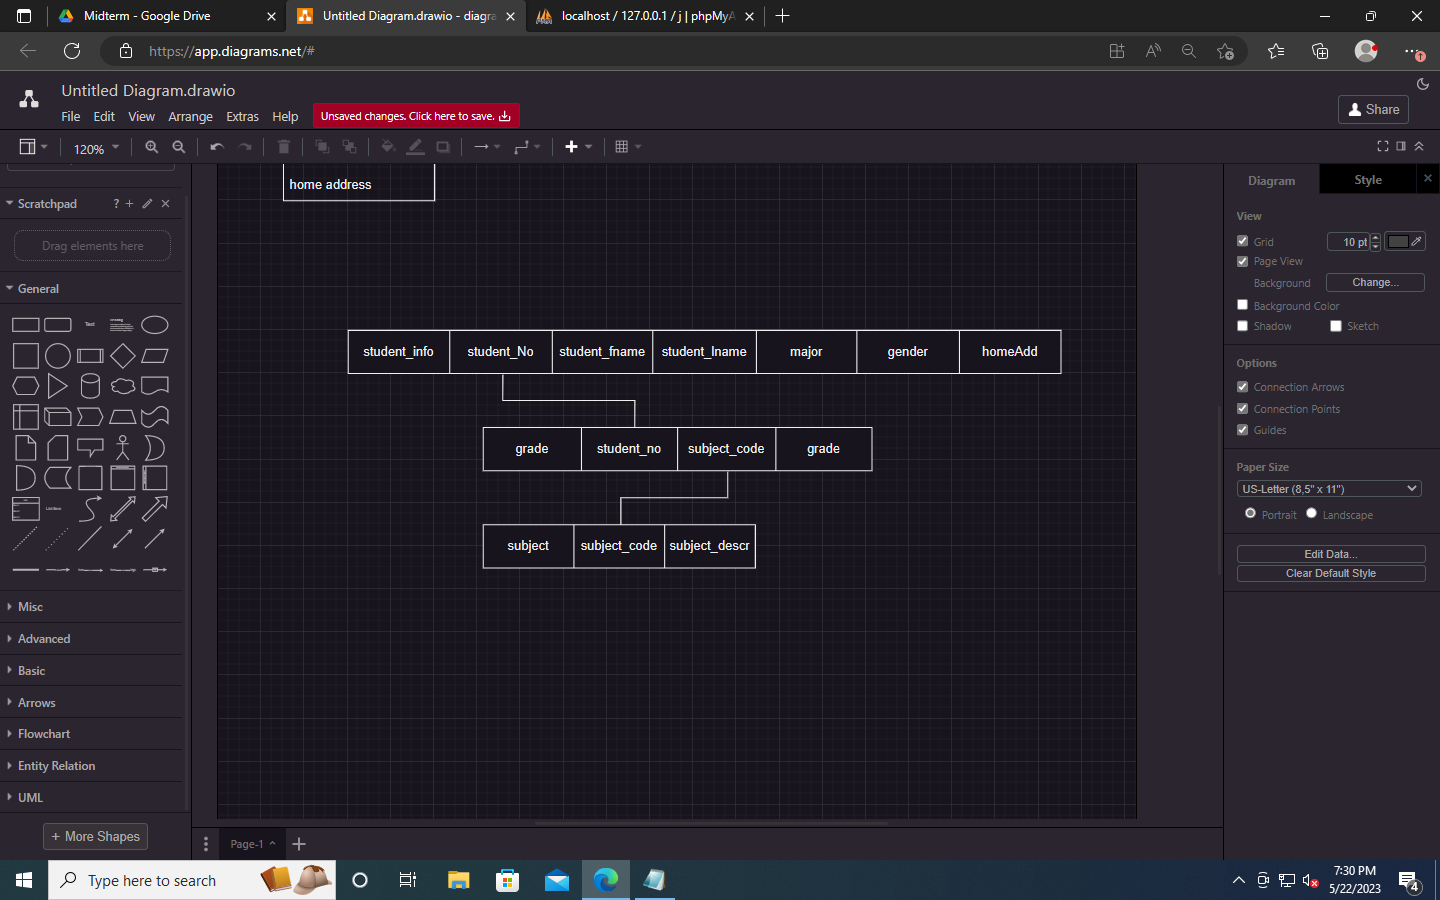 Midterm - Google Drive
Untitled Diagram.drawio - diagra
localhost / 127.0.0.1 / j | phpMyA
https://app.diagrams.net/#
Untitled Diagram.drawio
File Edit View Arrange Extras Help
Unsaved changes. Click here to save.
Share
120%
home address
Scratchpad
?
Drag elements here
General
Text
Heading
List Item
Misc
Advanced
Basic
Arrows
Flowchart
Entity Relation
UML
+ More Shapes
student_info student_No student_fname student_lname major gender homeAdd
grade student_no subject_code grade
subject subject_code subject_descr
Diagram Style
View
Grid 10 pt
Page View
Background Change...
Background Color
Shadow Sketch
Options
Connection Arrows
Connection Points
Guides
Paper Size
US-Letter (8,5" x 11")
Portrait Landscape
Edit Data...
Clear Default Style
Page-1
Type here to search
7:30 PM
5/22/2023
4